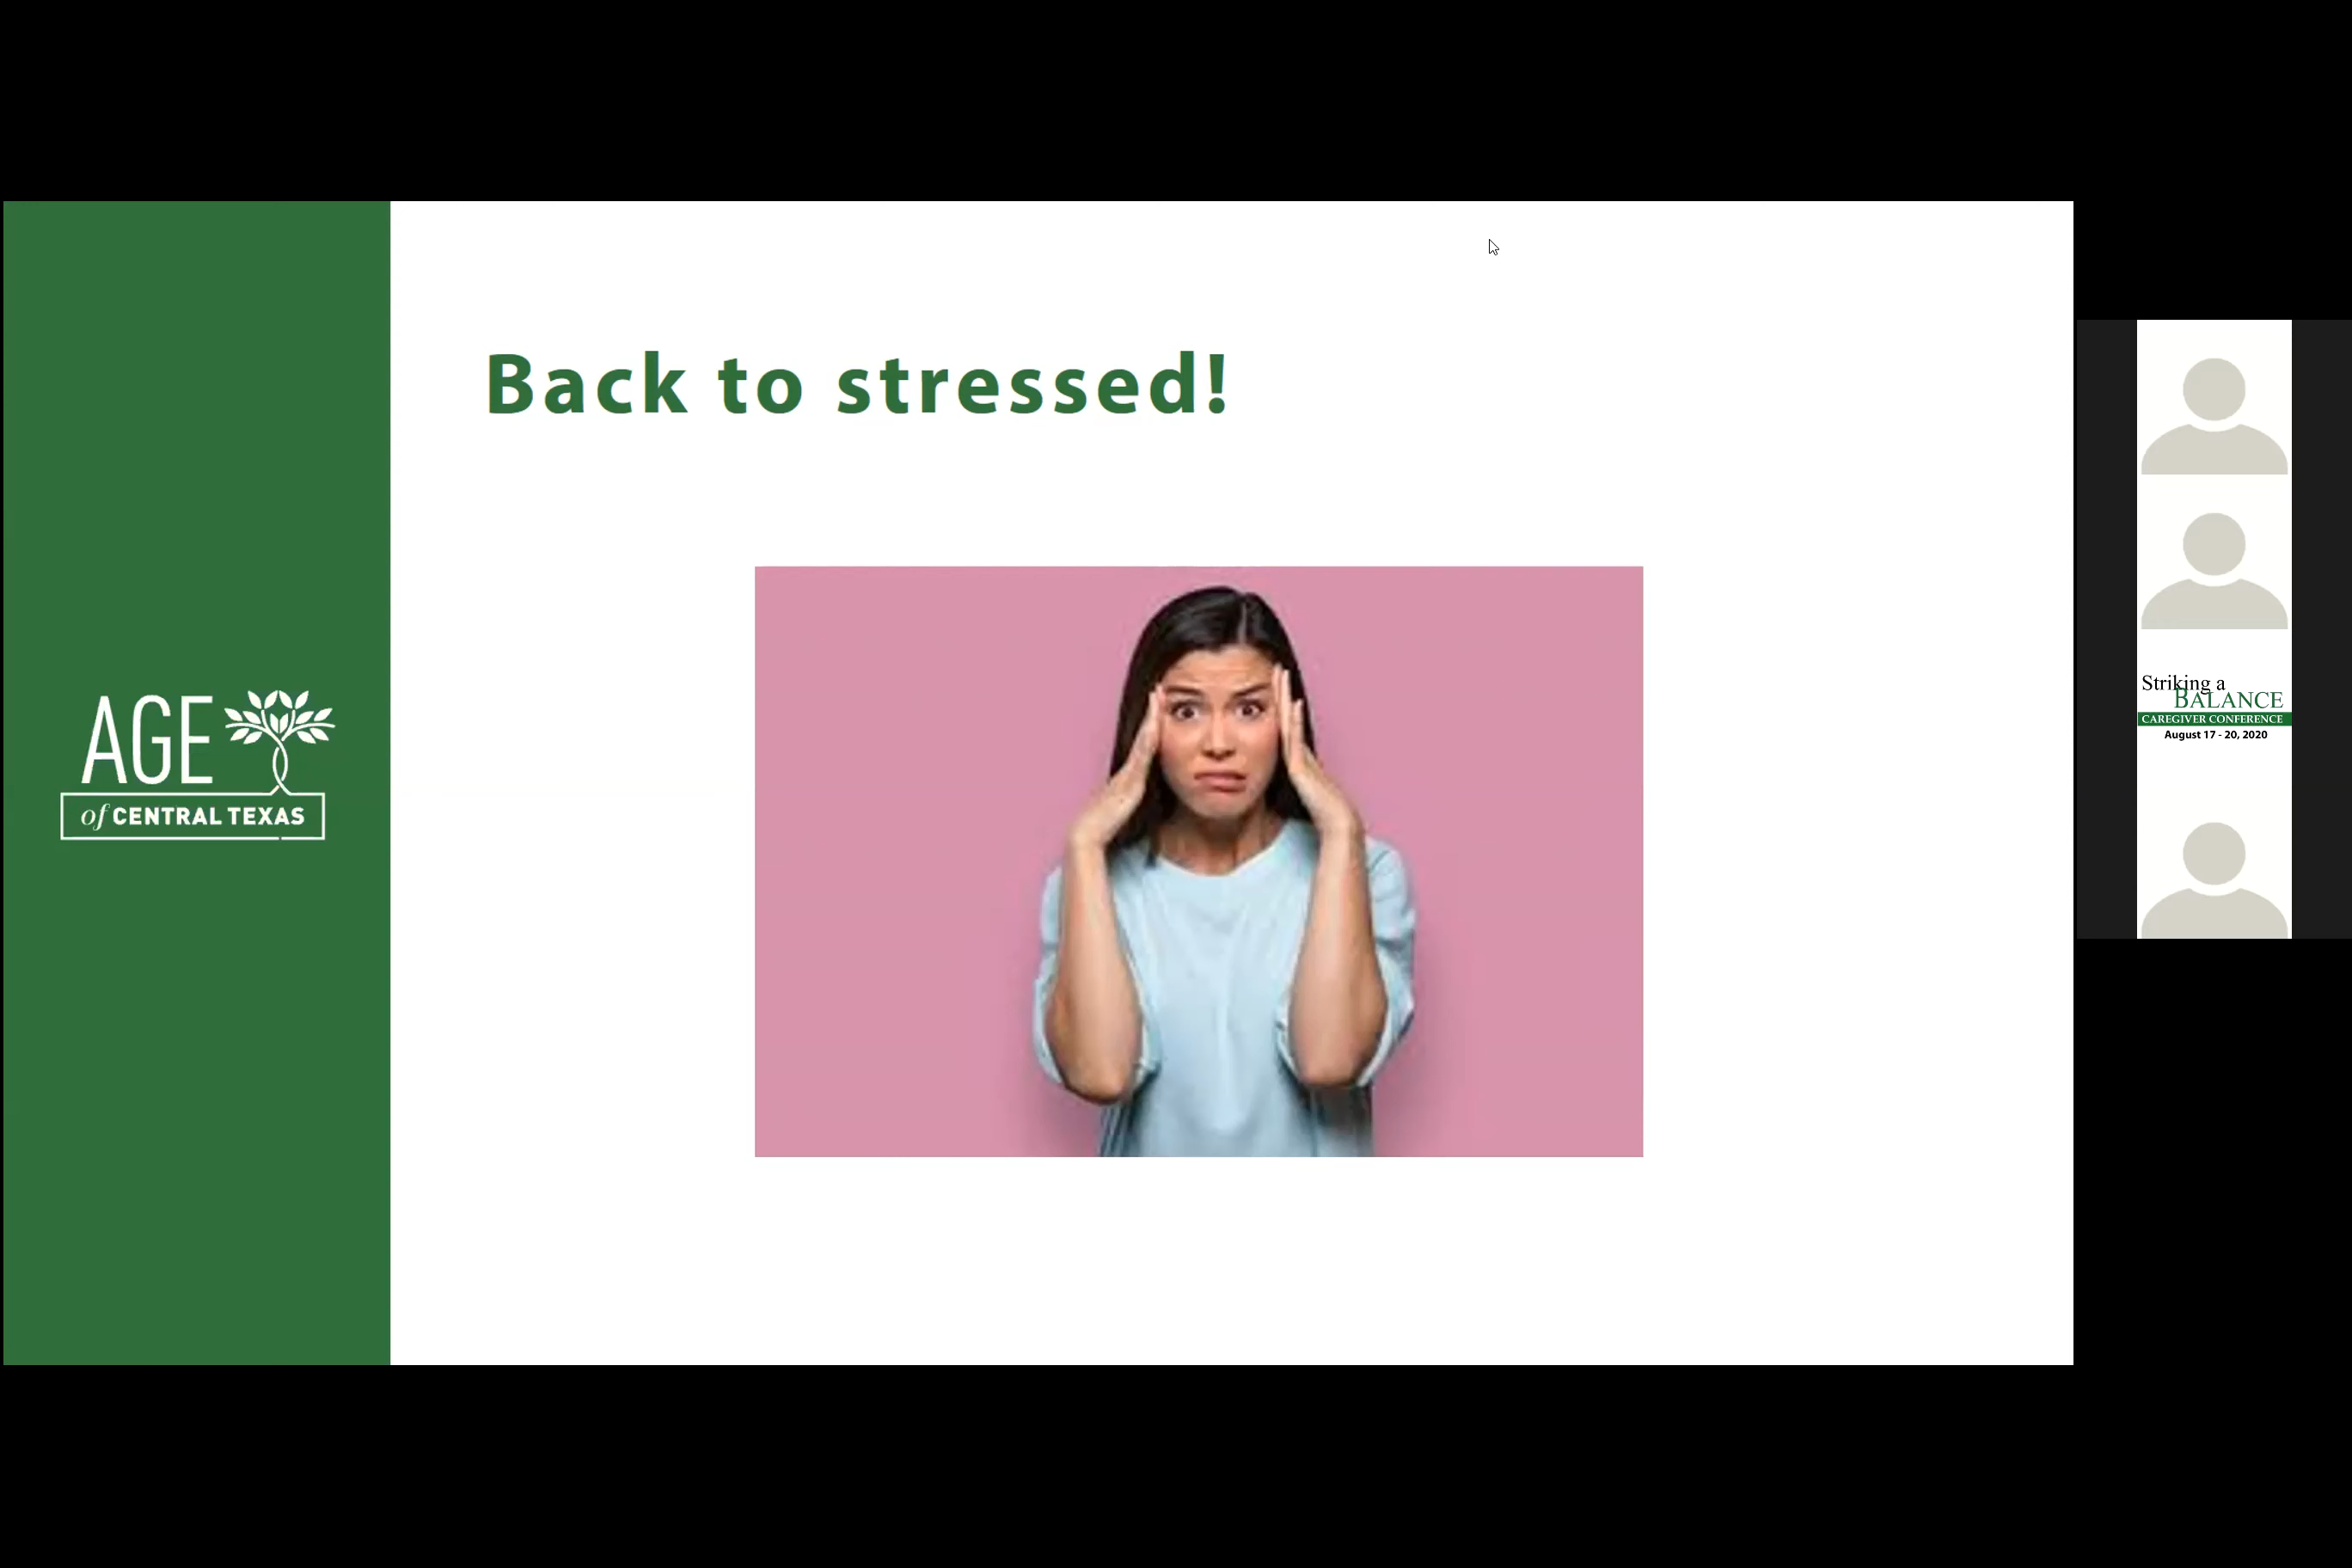 Back to stressed!
AGE
of CENTRAL TEXAS
Striking a
BALANCE
CAREGIVER CONFERENCE
August 17 - 20, 2020